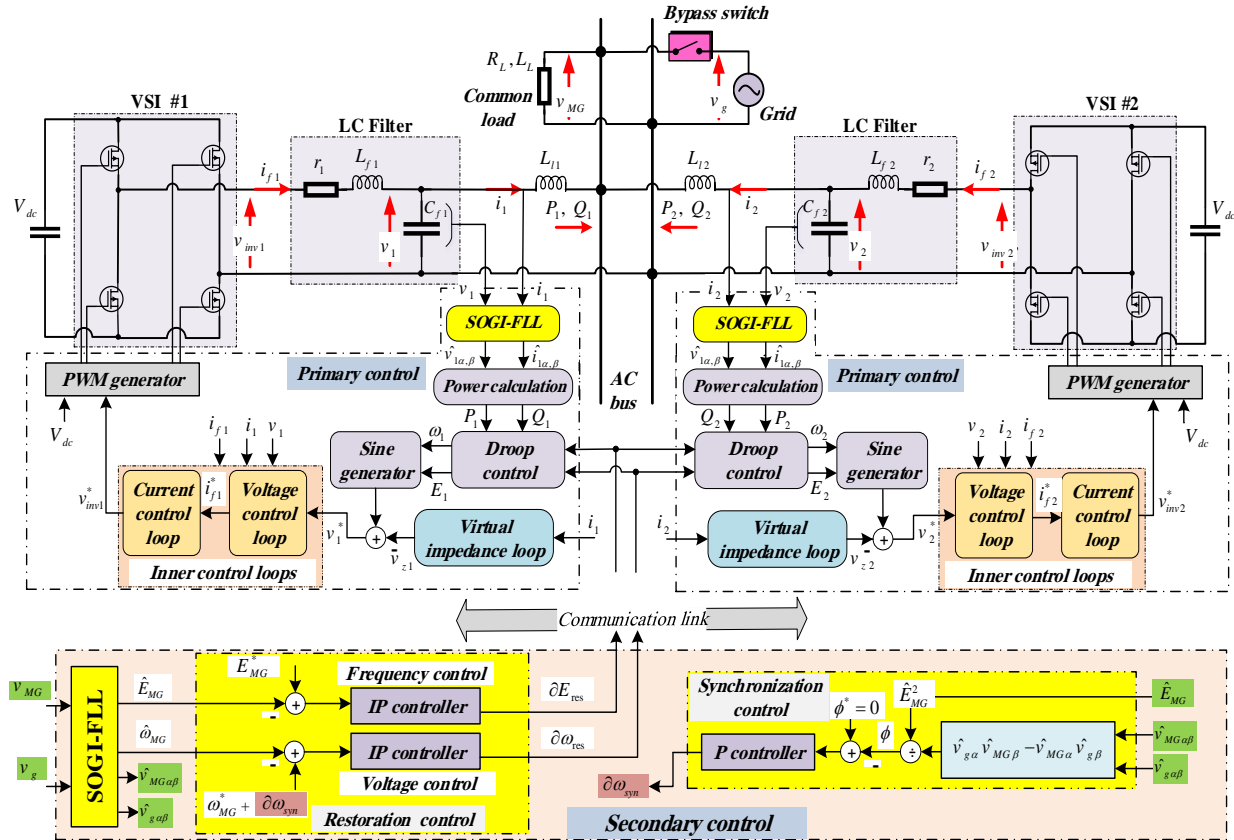 Bypass switch
R_L, L_L
Common load
v_MG
v_g
Grid
VSI #1
VSI #2
LC Filter
LC Filter
V_dc
i_f1
r_1
L_f1
L_l1
i_1
P_1, Q_1
C_f1
v_1
v_inv1
L_l2
i_2
P_2, Q_2
L_f2
r_2
i_f2
C_f2
v_2
v_inv2
V_dc
v_1
i_1
i_2
v_2
SOGI-FLL
SOGI-FLL
v̂_1α,β
î_1α,β
v̂_1α,β
î_1α,β
Primary control
Power calculation
AC bus
Power calculation
Primary control
PWM generator
PWM generator
P_1
Q_1
Q_2
P_2
V_dc
V_dc
ω_1
Sine generator
Droop control
E_1
Droop control
ω_2
Sine generator
E_2
i_f1
i_1
v_1
v_2
i_2
i_f2
v*_inv1
Current control loop
i*_f1
Voltage control loop
v*_1
+
-
v_z1
Virtual impedance loop
i_1
i_2
Virtual impedance loop
-
v_z2
+
v*_2
Voltage control loop
i*_f2
Current control loop
v*_inv2
Inner control loops
Inner control loops
Communication link
v_MG
v_g
SOGI-FLL
Ê_MG
ω̂_MG
v̂_MGαβ
v̂_gαβ
E*_MG
+
-
Frequency control
IP controller
∂E_res
+
-
IP controller
∂ω_res
Voltage control
ω*_MG + ∂ω_syn
Restoration control
Synchronization control
ϕ* = 0
Ê²_MG
Ê_MG
P controller
+
-
ϕ
÷
v̂_gα v̂_MGβ − v̂_MGα v̂_gβ
v̂_MGαβ
v̂_gαβ
∂ω_syn
Secondary control